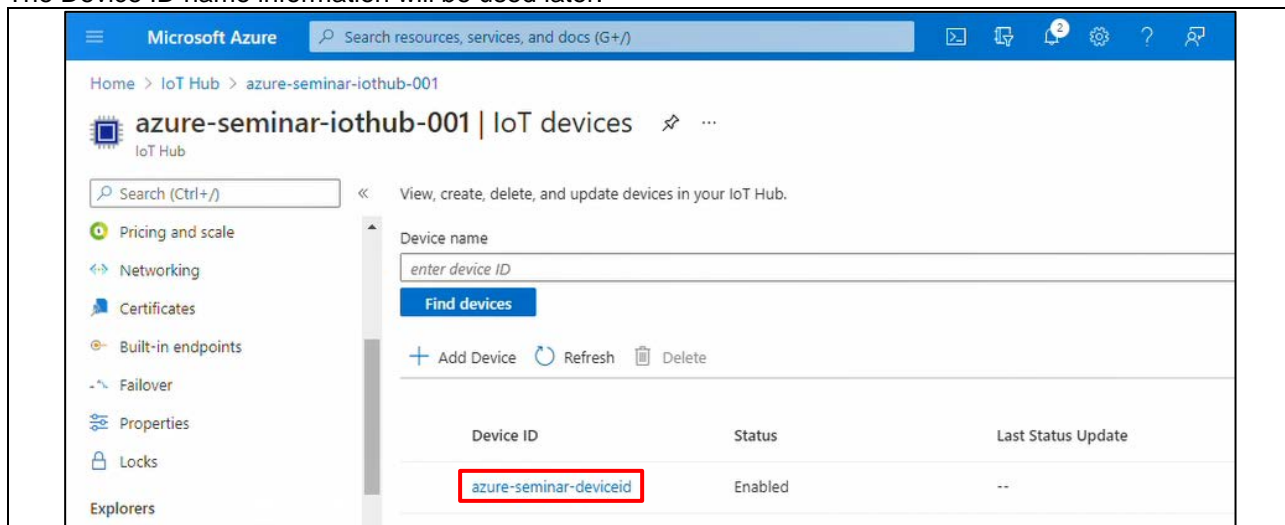 The Device ID name information will be used later.
Microsoft Azure
Search resources, services, and docs (G+/)
2
Home > IoT Hub > azure-seminar-iothub-001
azure-seminar-iothub-001 | IoT devices
IoT Hub
Search (Ctrl+/)
View, create, delete, and update devices in your IoT Hub.
Pricing and scale
Device name
Networking
enter device ID
Certificates
Find devices
Built-in endpoints
Add Device
Refresh
Delete
Failover
Properties
Device ID
Status
Last Status Update
Locks
azure-seminar-deviceid
Enabled
--
Explorers